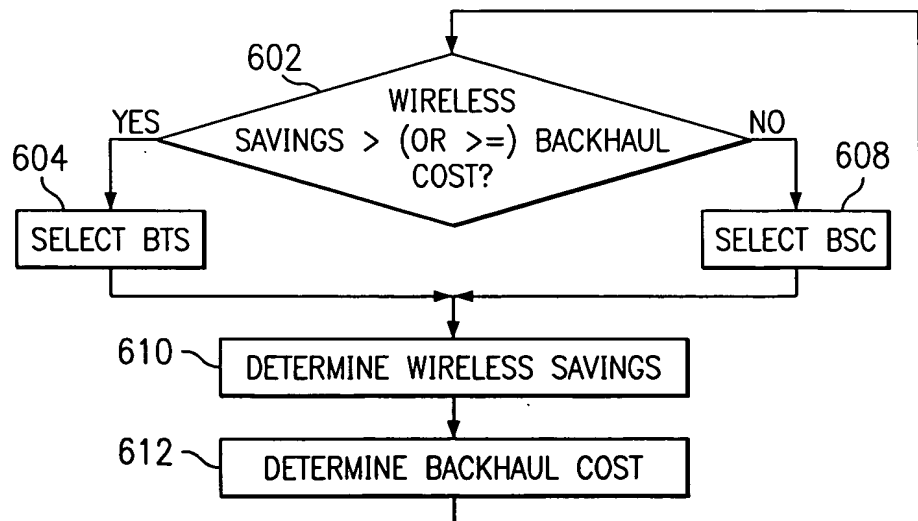 602
WIRELESS
SAVINGS > (OR >=) BACKHAUL
COST?
YES
NO
604
608
SELECT BTS
SELECT BSC
610
DETERMINE WIRELESS SAVINGS
612
DETERMINE BACKHAUL COST